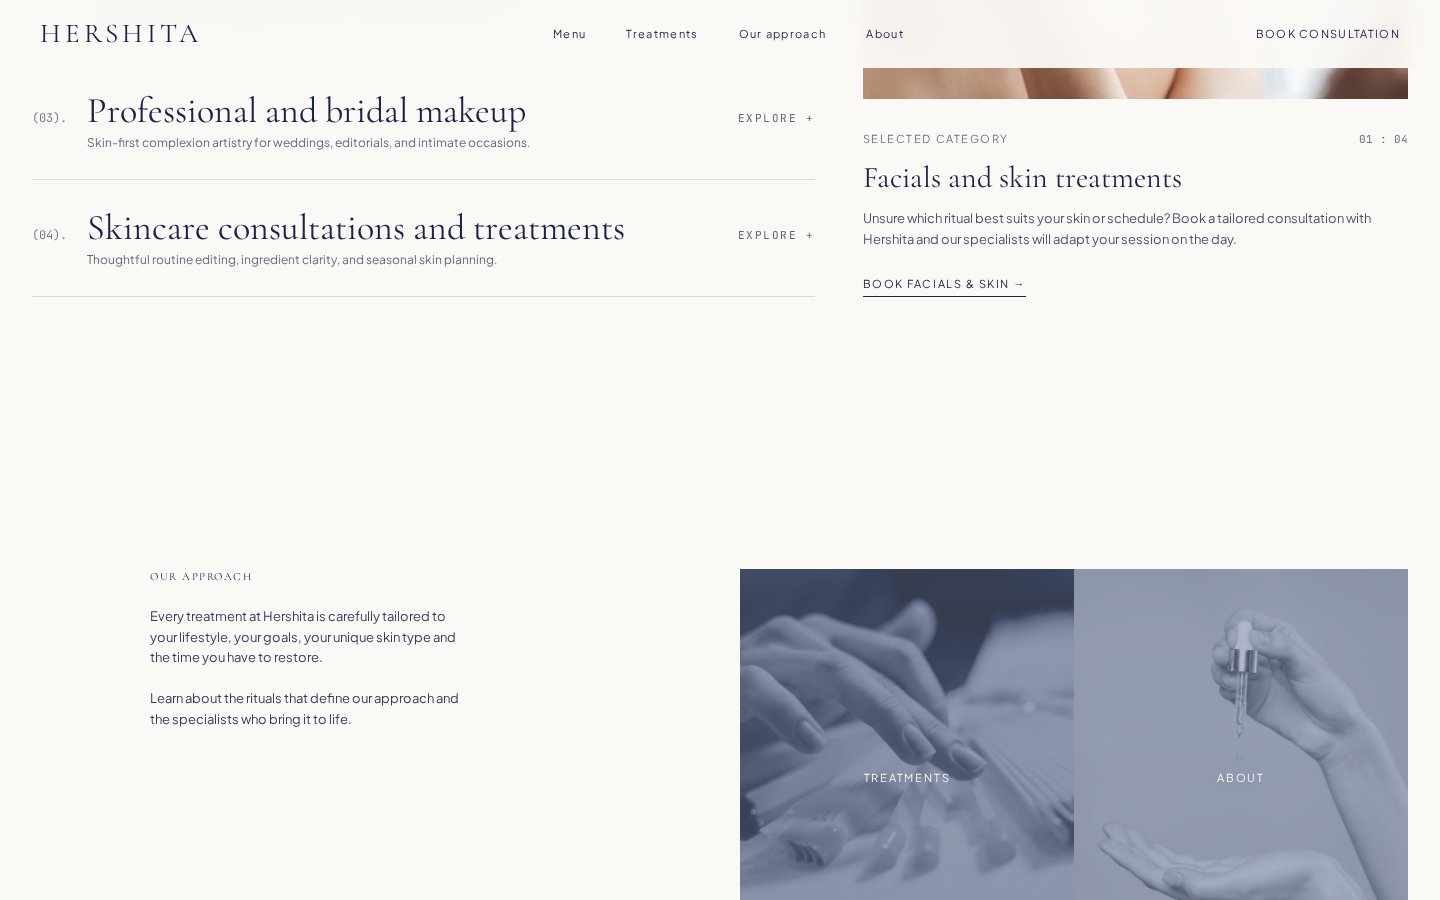 HERSHITA
Menu
Treatments
Our approach
About
BOOK CONSULTATION
(03).
Professional and bridal makeup
Skin-first complexion artistry for weddings, editorials, and intimate occasions.
EXPLORE +
(04).
Skincare consultations and treatments
Thoughtful routine editing, ingredient clarity, and seasonal skin planning.
EXPLORE +
SELECTED CATEGORY
01 : 04
Facials and skin treatments
Unsure which ritual best suits your skin or schedule? Book a tailored consultation with
Hershita and our specialists will adapt your session on the day.
BOOK FACIALS & SKIN →
OUR APPROACH
Every treatment at Hershita is carefully tailored to
your lifestyle, your goals, your unique skin type and
the time you have to restore.
Learn about the rituals that define our approach and
the specialists who bring it to life.
TREATMENTS
ABOUT